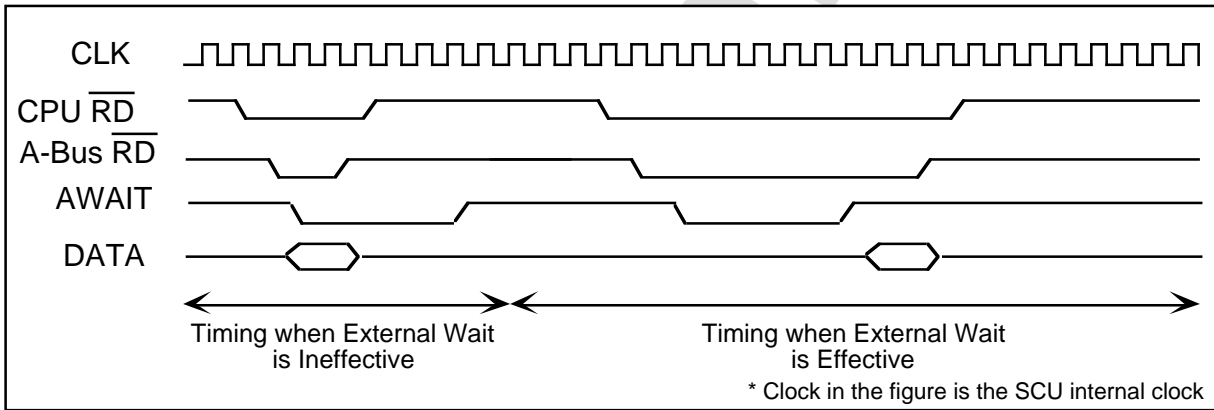 CLK
CPU RD
A-Bus RD
AWAIT
DATA
Timing when External Wait
is Ineffective
Timing when External Wait
is Effective
* Clock in the figure is the SCU internal clock